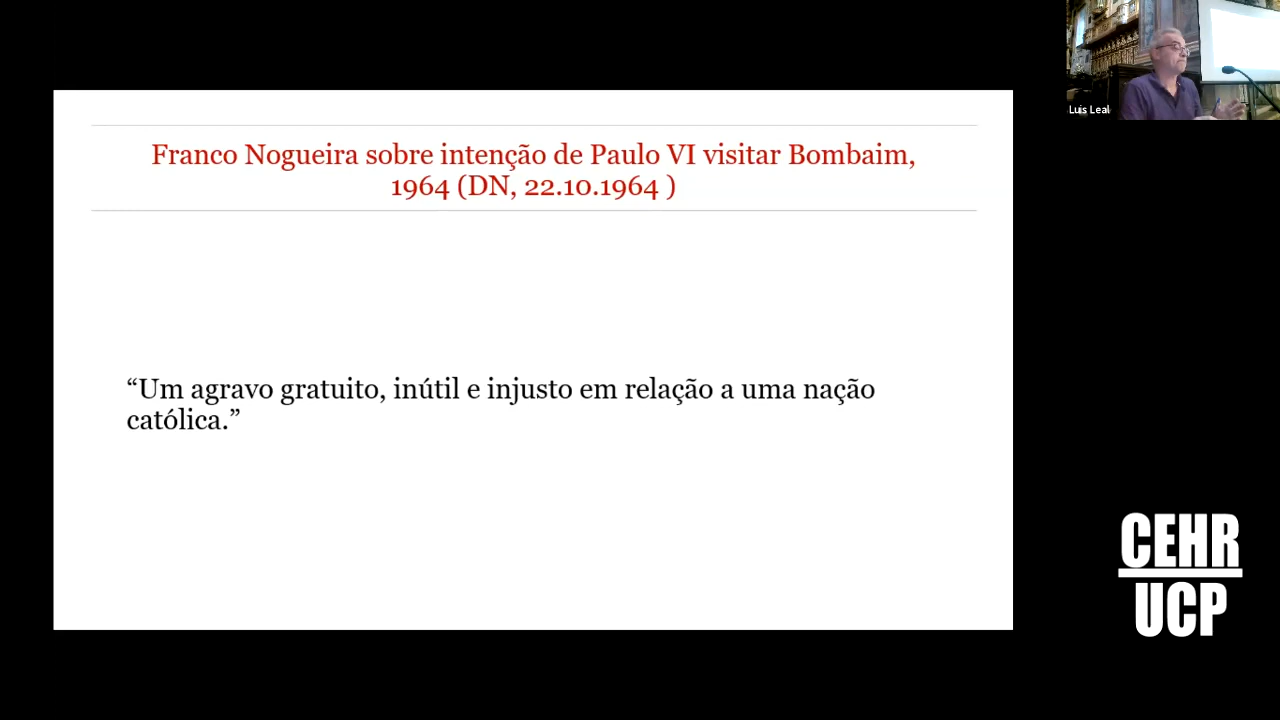 Luis Leal
Franco Nogueira sobre intenção de Paulo VI visitar Bombaim,
1964 (DN, 22.10.1964 )
“Um agravo gratuito, inútil e injusto em relação a uma nação
católica.”
CEHR
UCP